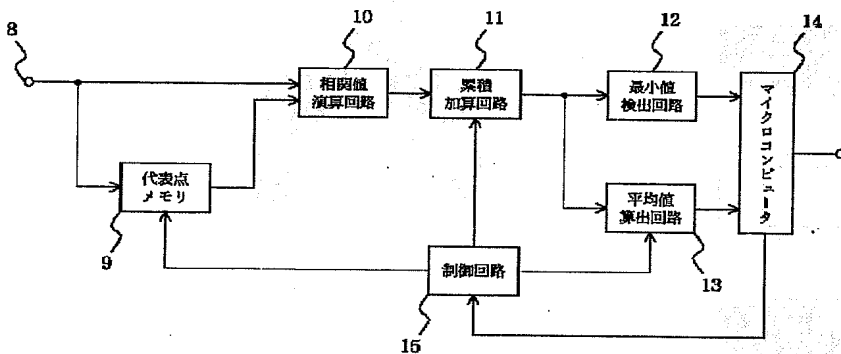 8
10
11
12
14
相関値
演算回路
累積
加算回路
最小値
検出回路
マイクロコンピュータ
代表点
メモリ
平均値
算出回路
9
制御回路
13
15